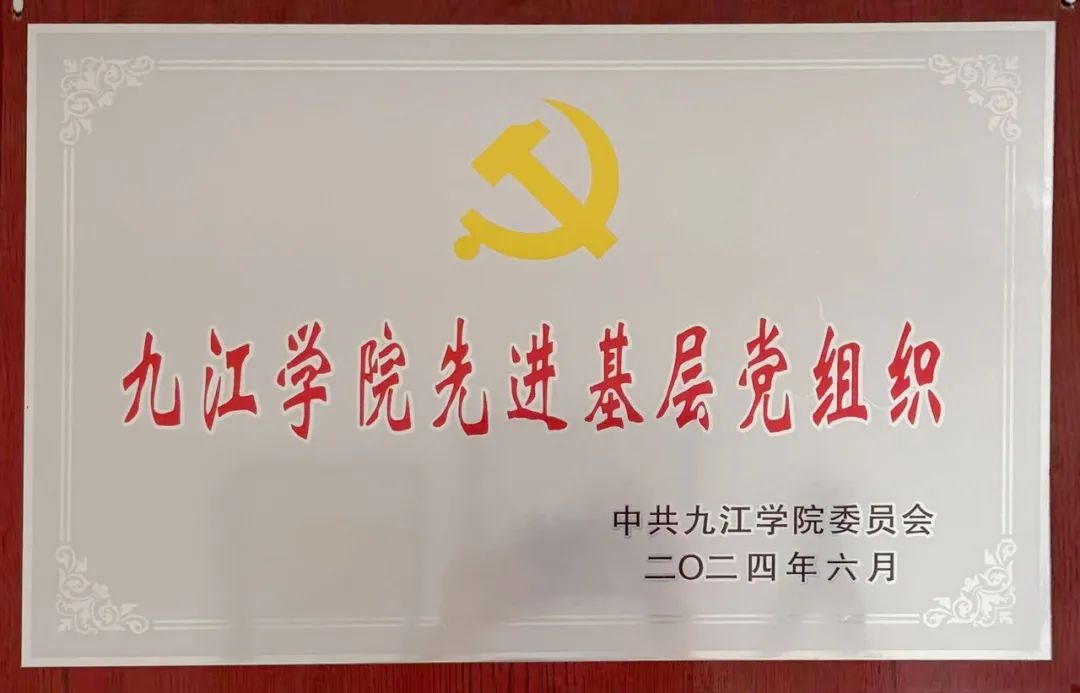 九江学院先进基层党组织
中共九江学院委员会
二〇二四年六月